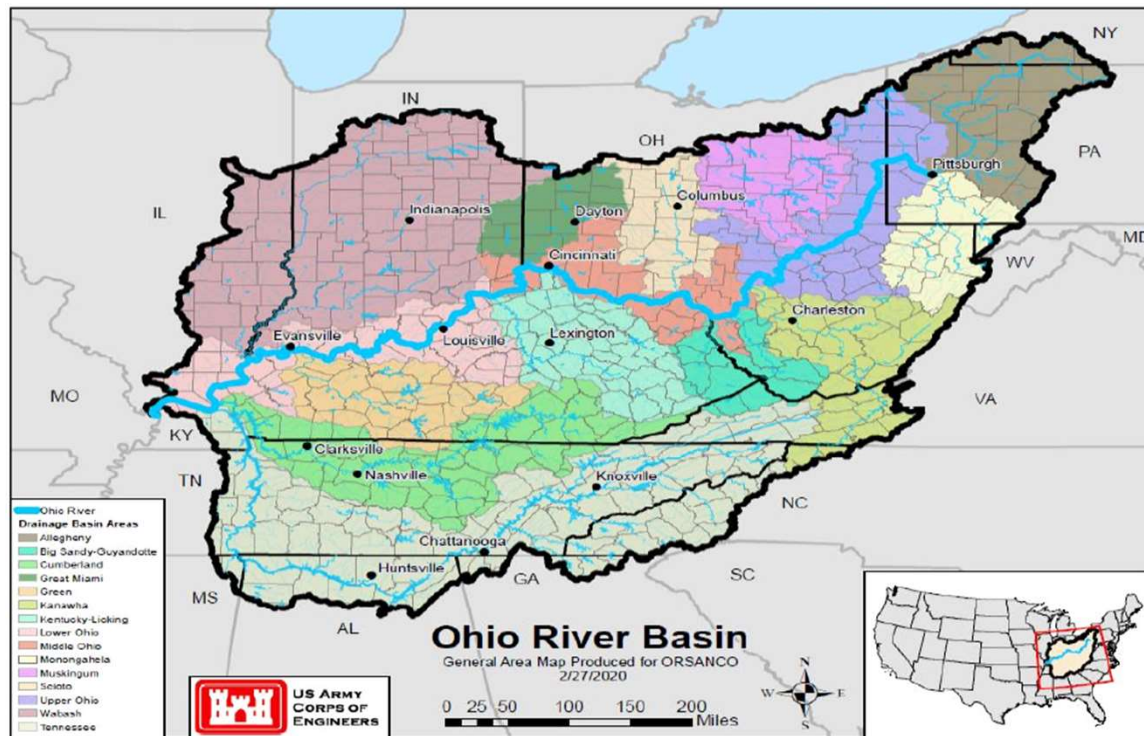 NY
IN
OH
PA
Pittsburgh
IL
Indianapolis
Dayton
Columbus
MD
Cincinnati
WV
Charleston
Evansville
Louisville
Lexington
MO
VA
KY
Clarksville
TN
Nashville
Knoxville
NC
Chattanooga
Huntsville
GA
SC
MS
AL
Ohio River
Drainage Basin Areas
Allegheny
Big Sandy-Guyandotte
Cumberland
Great Miami
Green
Kanawha
Kentucky-Licking
Lower Ohio
Middle Ohio
Monongahela
Muskingum
Scioto
Upper Ohio
Wabash
Tennessee
Ohio River Basin
General Area Map Produced for ORSANCO
2/27/2020
US ARMY
CORPS OF
ENGINEERS
N
W E
S
0 25 50 100 150 200
Miles